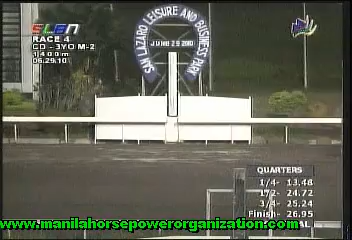 SLBN
RACE 4
CD - 3YO M-2
1400m
06.29.10
SAN LAZARO LEISURE AND BUSINESS PARK
JUNE 29 2010
QUARTERS
1/4- 13.48
1/2- 24.72
3/4- 25.24
Finish- 26.95
www.manilahorsepowerorganization.com